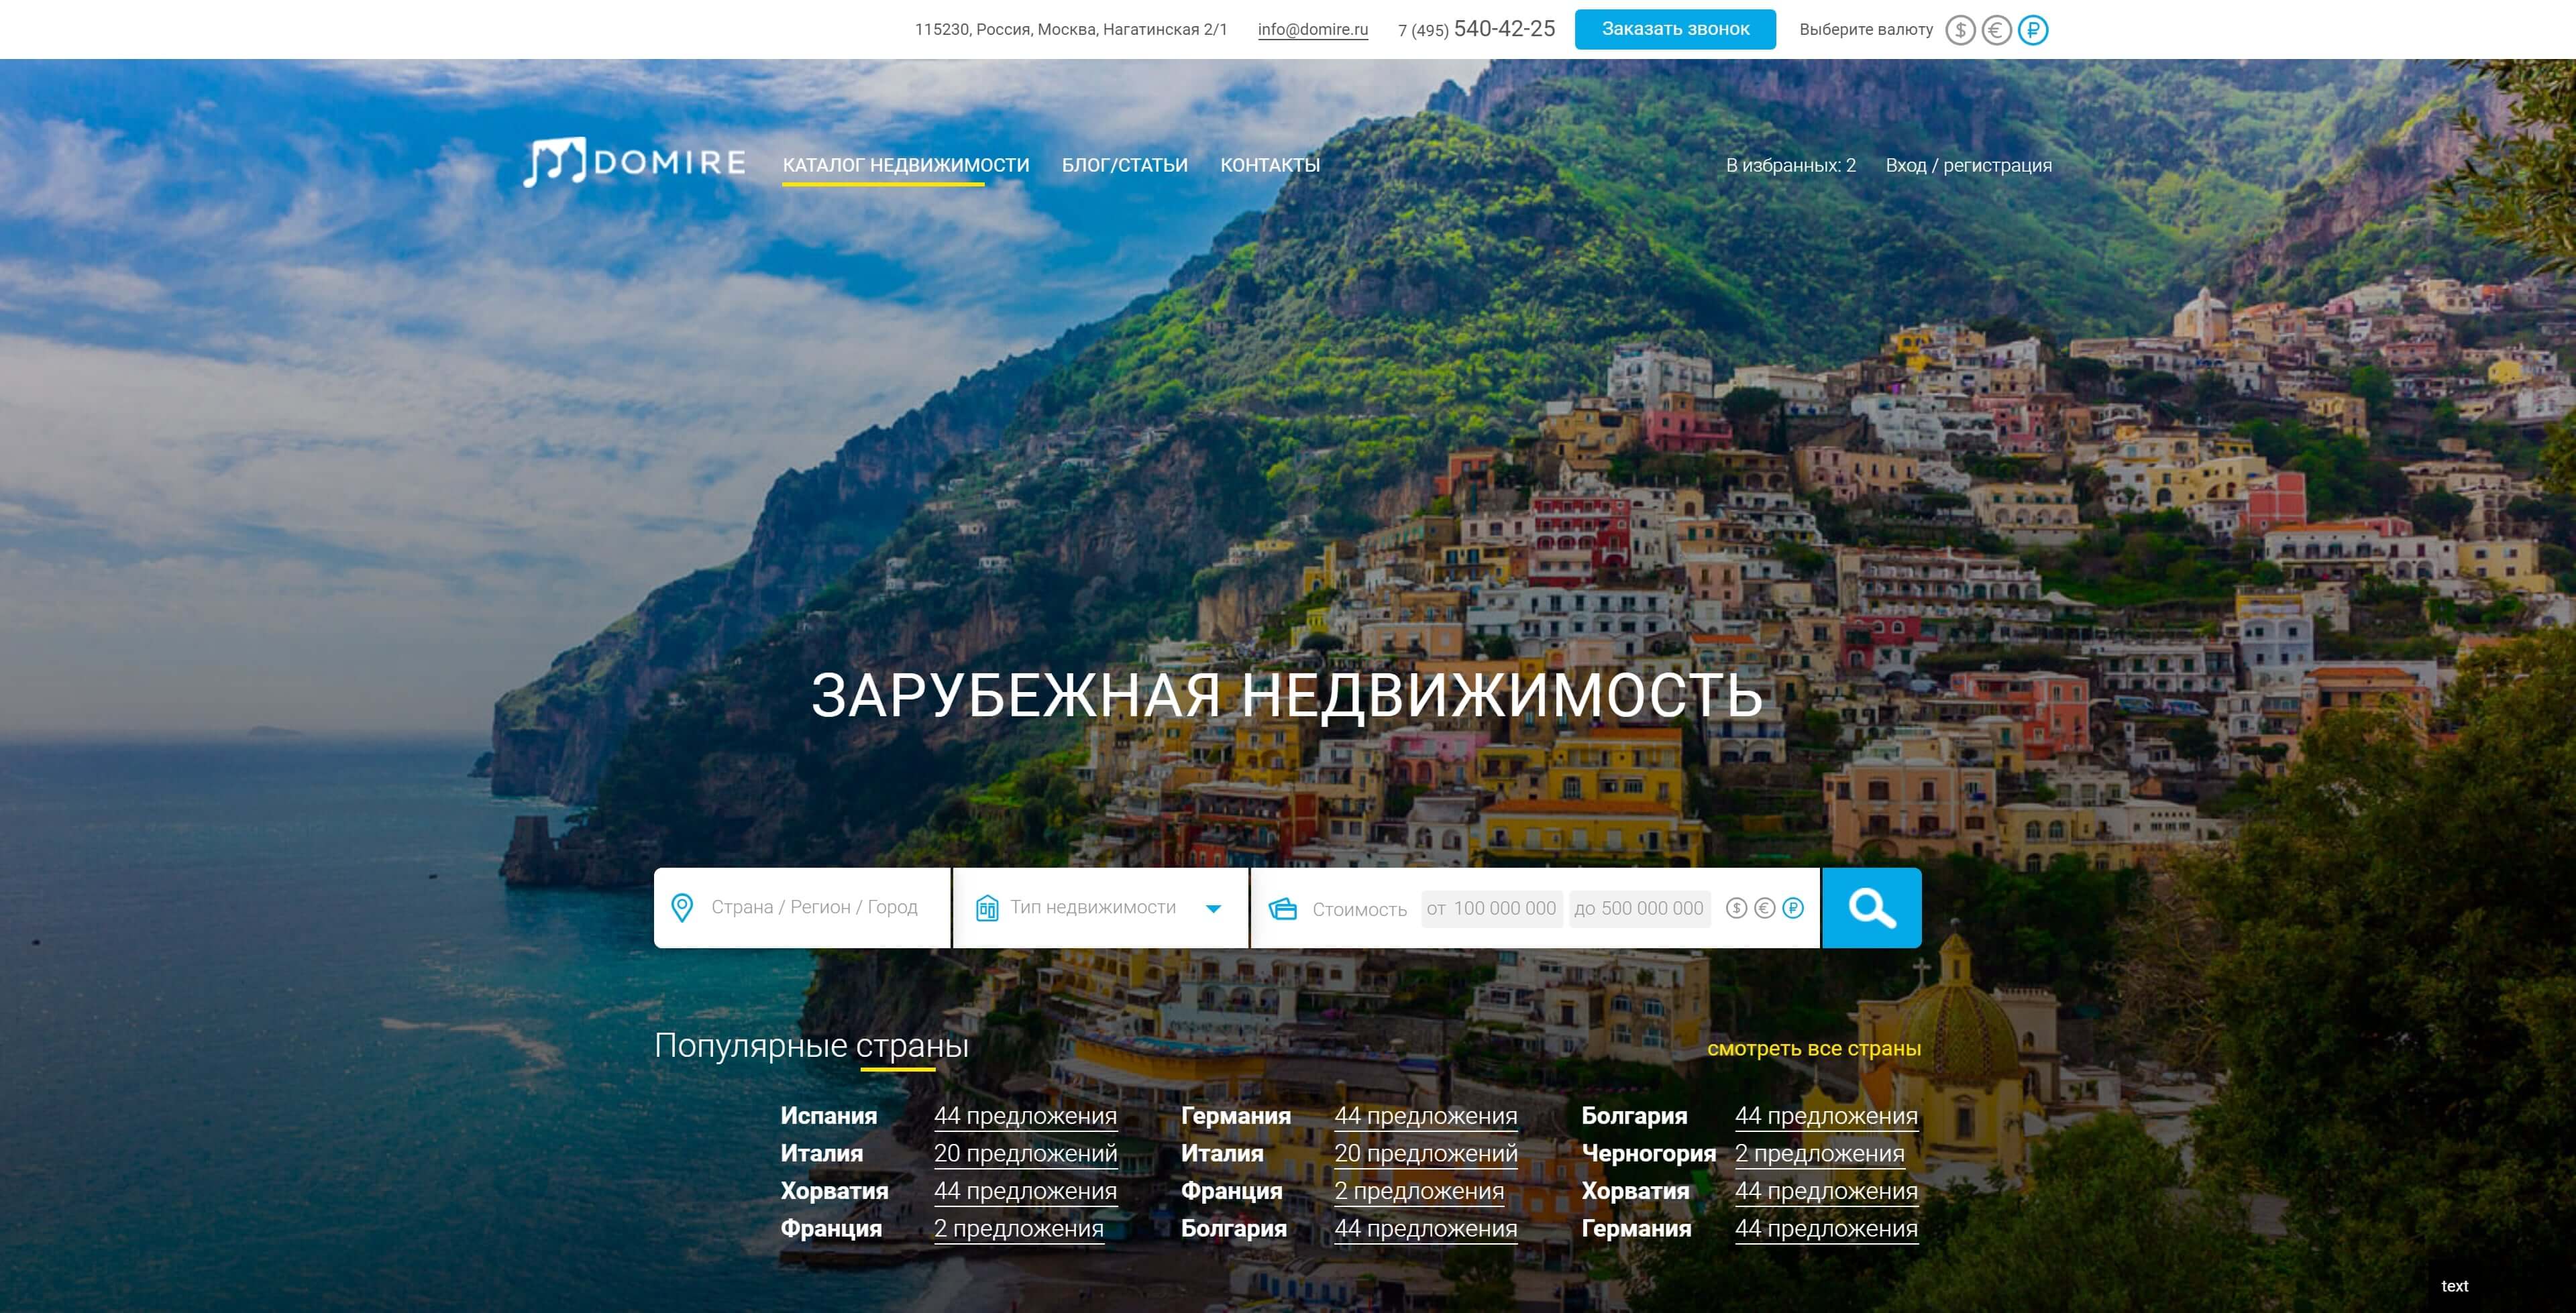 115230, Россия, Москва, Нагатинская 2/1 info@domire.ru 7 (495) 540-42-25 Заказать звонок Выберите валюту $ € ₽
DOMIRE КАТАЛОГ НЕДВИЖИМОСТИ БЛОГ/СТАТЬИ КОНТАКТЫ В избранных: 2 Вход / регистрация
ЗАРУБЕЖНАЯ НЕДВИЖИМОСТЬ
Страна / Регион / Город Тип недвижимости Стоимость от 100 000 000 до 500 000 000 $ € ₽
Популярные страны смотреть все страны
Испания 44 предложения Германия 44 предложения Болгария 44 предложения
Италия 20 предложений Италия 20 предложений Черногория 2 предложения
Хорватия 44 предложения Франция 2 предложения Хорватия 44 предложения
Франция 2 предложения Болгария 44 предложения Германия 44 предложения
text